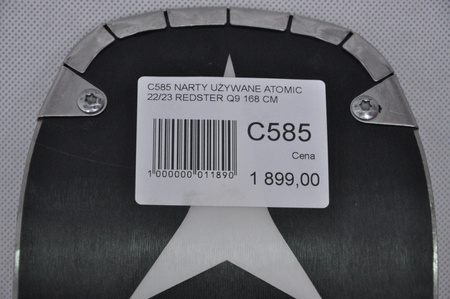 C585 NARTY UŻYWANE ATOMIC
22/23 REDSTER Q9 168 CM
C585
Cena
1 000000 011890
1 899,00